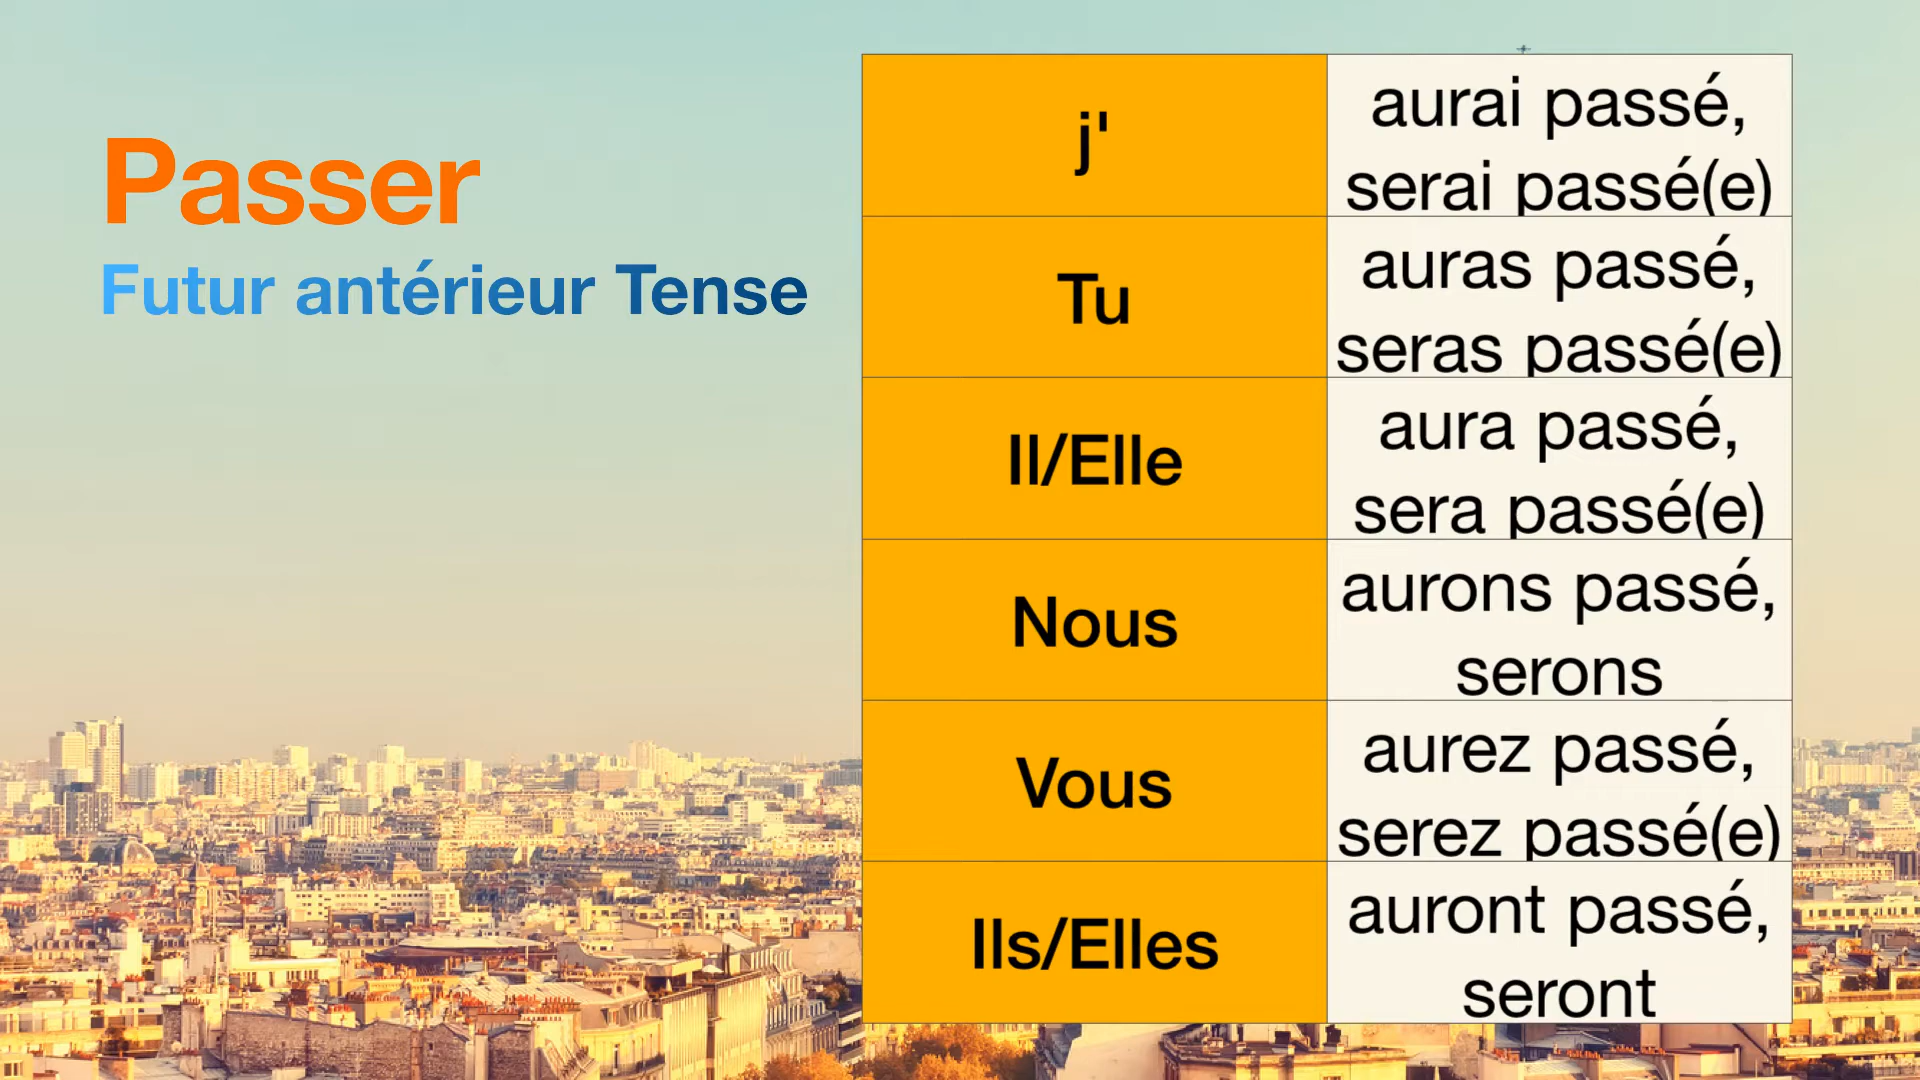 Passer
Futur antérieur Tense
j'
aurai passé,
serai passé(e)
Tu
auras passé,
seras passé(e)
Il/Elle
aura passé,
sera passé(e)
Nous
aurons passé,
serons
Vous
aurez passé,
serez passé(e)
Ils/Elles
auront passé,
seront